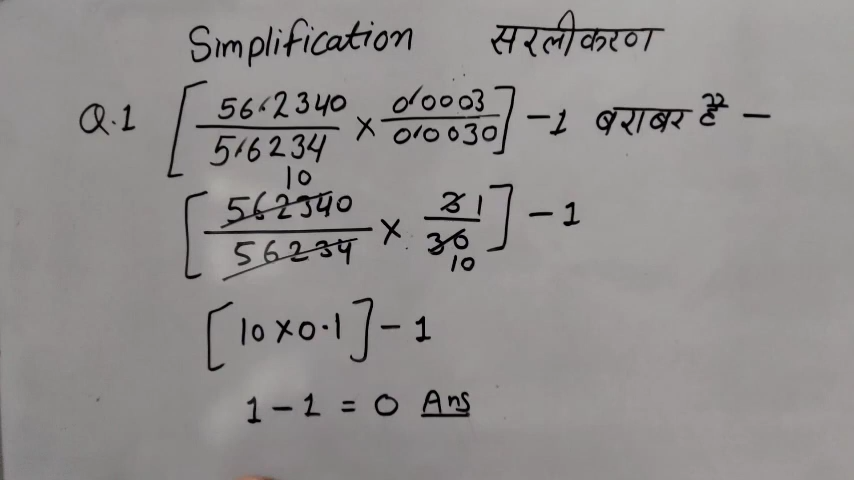 Simplification सरलीकरण
Q.1 [56.2340/5.6234 × 0.0003/0.0030] - 1 बराबर है -
[562340/56234 10 × 3/30 1/10] - 1
[10 × 0.1] - 1
1 - 1 = 0 Ans